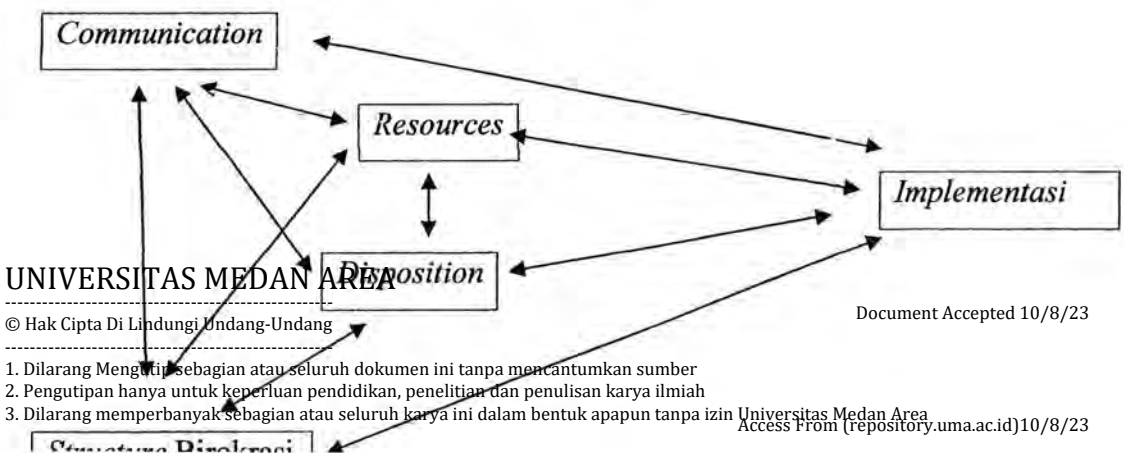 Communication
Resources
Implementasi
Disposition
UNIVERSITAS MEDAN AREA
-----------------------------------------------------
© Hak Cipta Di Lindungi Undang-Undang
-----------------------------------------------------
Document Accepted 10/8/23
1. Dilarang Mengutip sebagian atau seluruh dokumen ini tanpa mencantumkan sumber
2. Pengutipan hanya untuk keperluan pendidikan, penelitian dan penulisan karya ilmiah
3. Dilarang memperbanyak sebagian atau seluruh karya ini dalam bentuk apapun tanpa izin Universitas Medan Area
Access From (repository.uma.ac.id)10/8/23
Structure Birokrasi